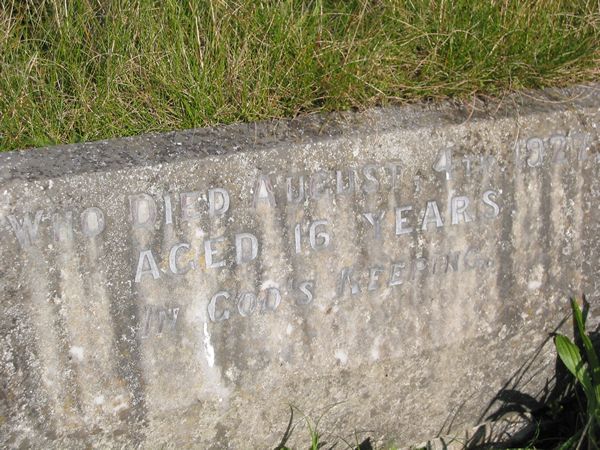 WHO DIED AUGUST, 4TH, 1927,
AGED 16 YEARS
IN GOD'S KEEPING.